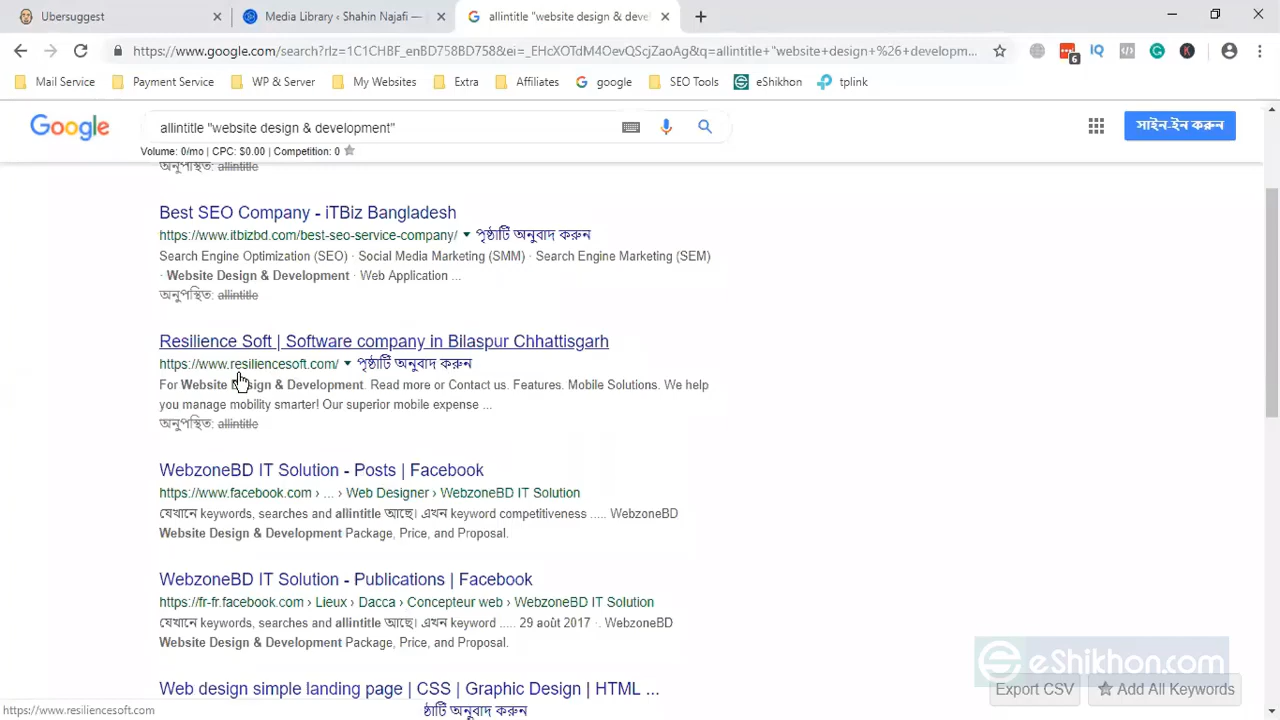 Ubersuggest
Media Library ‹ Shahin Najafi —
allintitle "website design & deve
https://www.google.com/search?rlz=1C1CHBF_enBD758BD758&ei=_EHcXOTdM4OevQScjZaoAg&q=allintitle+"website+design+%26+developm...
6
Mail Service
Payment Service
WP & Server
My Websites
Extra
Affiliates
google
SEO Tools
eShikhon
tplink
Google
allintitle "website design & development"
সাইন-ইন করুন
Volume: 0/mo | CPC: $0.00 | Competition: 0
অনুপস্থিত: allintitle
Best SEO Company - iTBiz Bangladesh
https://www.itbizbd.com/best-seo-service-company/ পৃষ্ঠাটি অনুবাদ করুন
Search Engine Optimization (SEO) · Social Media Marketing (SMM) · Search Engine Marketing (SEM)
· Website Design & Development · Web Application ...
অনুপস্থিত: allintitle
Resilience Soft | Software company in Bilaspur Chhattisgarh
https://www.resiliencesoft.com/ পৃষ্ঠাটি অনুবাদ করুন
For Website Design & Development. Read more or Contact us. Features. Mobile Solutions. We help
you manage mobility smarter! Our superior mobile expense ...
অনুপস্থিত: allintitle
WebzoneBD IT Solution - Posts | Facebook
https://www.facebook.com › ... › Web Designer › WebzoneBD IT Solution
যেখানে keywords, searches and allintitle আছে। এখন keyword competitiveness ..... WebzoneBD
Website Design & Development Package, Price, and Proposal.
WebzoneBD IT Solution - Publications | Facebook
https://fr-fr.facebook.com › Lieux › Dacca › Concepteur web › WebzoneBD IT Solution
যেখানে keywords, searches and allintitle আছে। এখন keyword ..... 29 août 2017 ·. WebzoneBD
Website Design & Development Package, Price, and Proposal.
eShikhon.com
Export CSV
Add All Keywords
Web design simple landing page | CSS | Graphic Design | HTML ...
https://www.resiliencesoft.com
ষ্ঠাটি অনুবাদ করুন